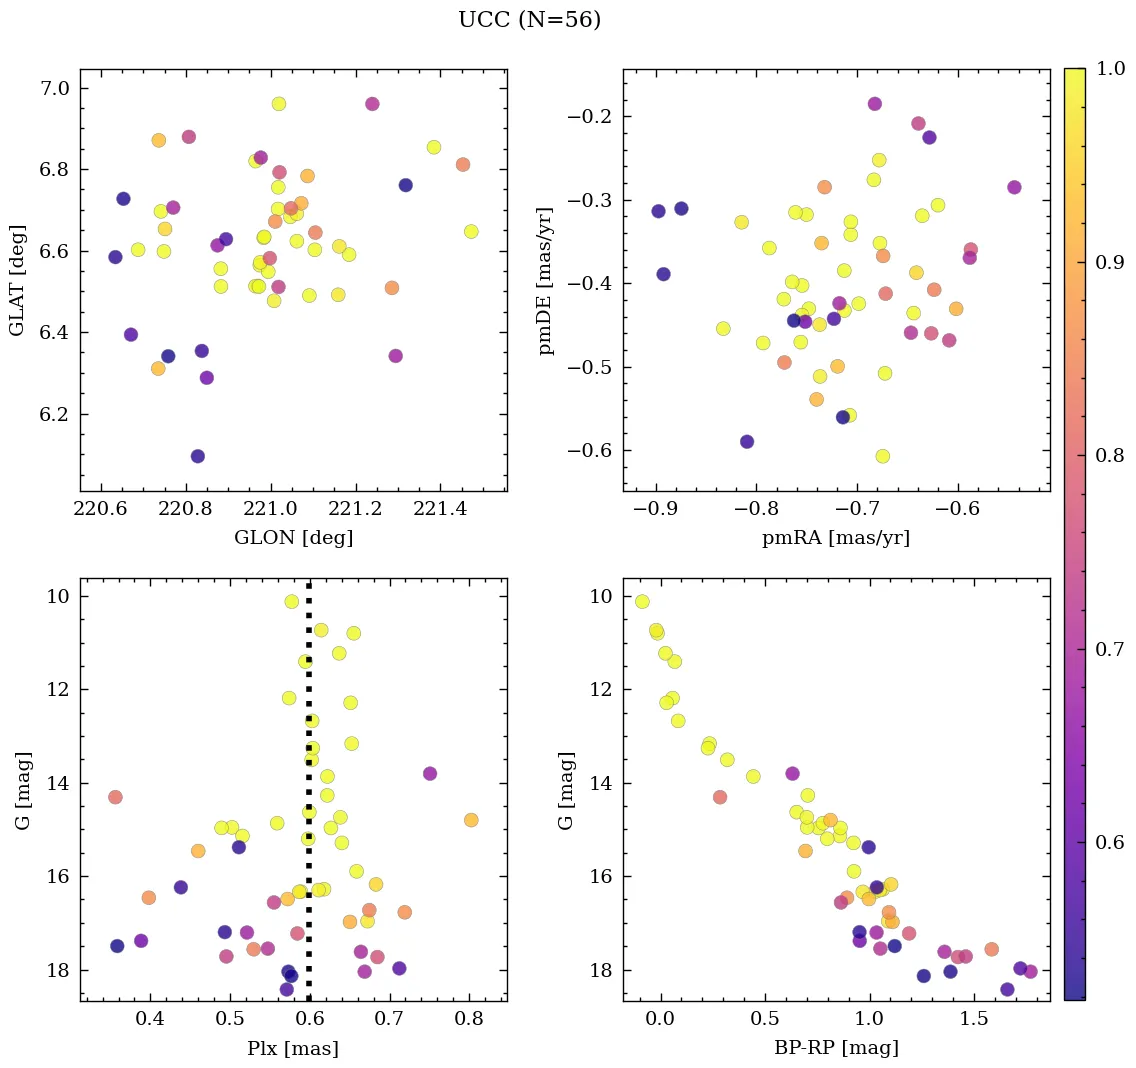 UCC (N=56)
7.0
6.8
6.6
6.4
6.2
GLAT [deg]
220.6 220.8 221.0 221.2 221.4
GLON [deg]
−0.2
−0.3
−0.4
−0.5
−0.6
pmDE [mas/yr]
−0.9 −0.8 −0.7 −0.6
pmRA [mas/yr]
10
12
14
16
18
G [mag]
0.4 0.5 0.6 0.7 0.8
Plx [mas]
10
12
14
16
18
G [mag]
0.0 0.5 1.0 1.5
BP-RP [mag]
1.0
0.9
0.8
0.7
0.6